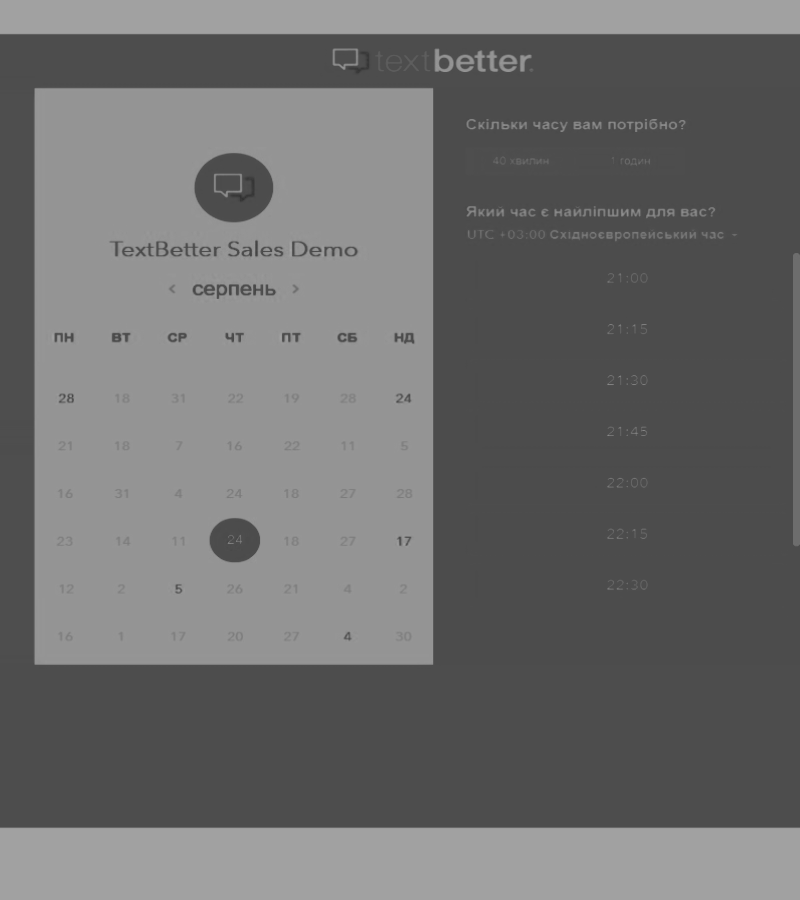 textbetter.
TextBetter Sales Demo
‹ серпень ›
ПН ВТ СР ЧТ ПТ СБ НД
28 18 31 22 19 28 24
21 18 7 16 22 11 5
16 31 4 24 18 27 28
23 14 11 24 18 27 17
12 2 5 26 21 4 2
16 1 17 20 27 4 30
Скільки часу вам потрібно?
40 хвилин 1 годин
Який час є найліпшим для вас?
UTC +03:00 Східноєвропейський час
21:00
21:15
21:30
21:45
22:00
22:15
22:30